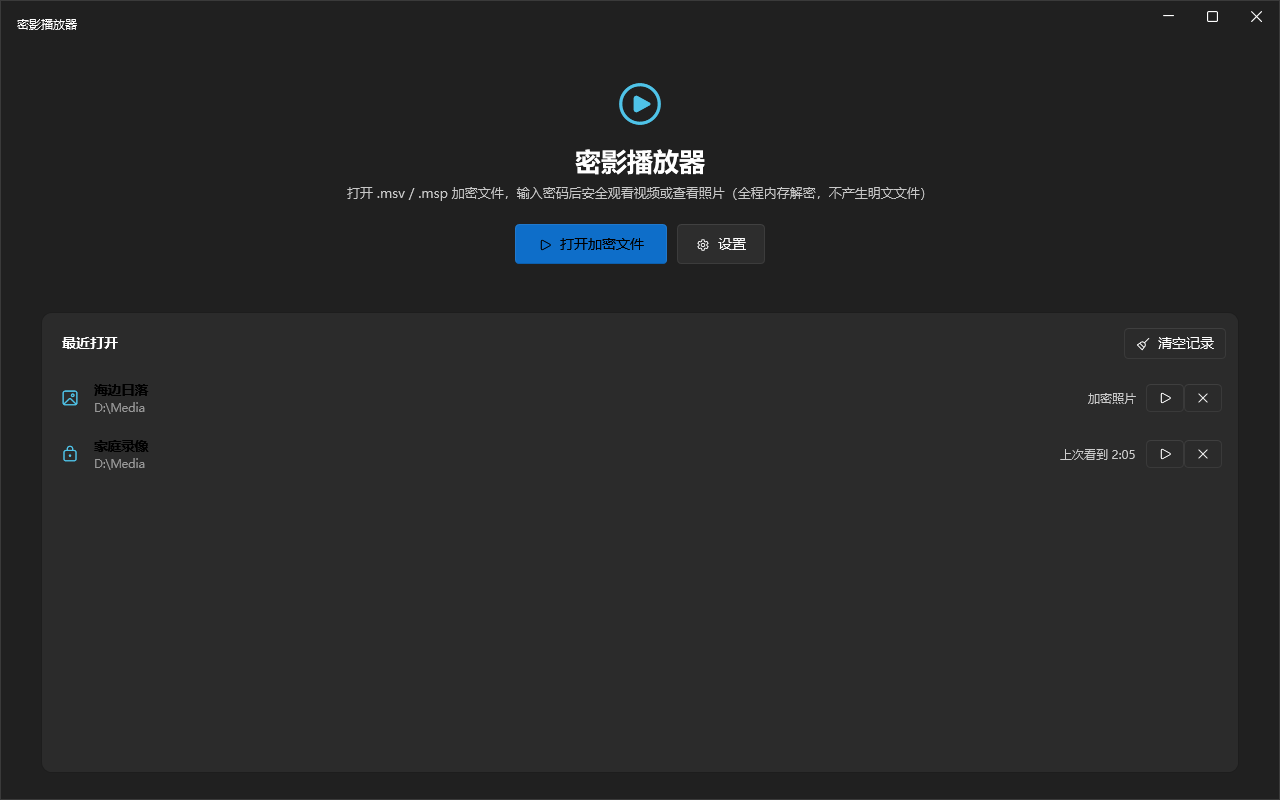 密影播放器
密影播放器
打开 .msv / .msp 加密文件，输入密码后安全观看视频或查看照片（全程内存解密，不产生明文文件）
打开加密文件
设置
最近打开
清空记录
海边日落
D:\Media
加密照片
家庭录像
D:\Media
上次看到 2:05